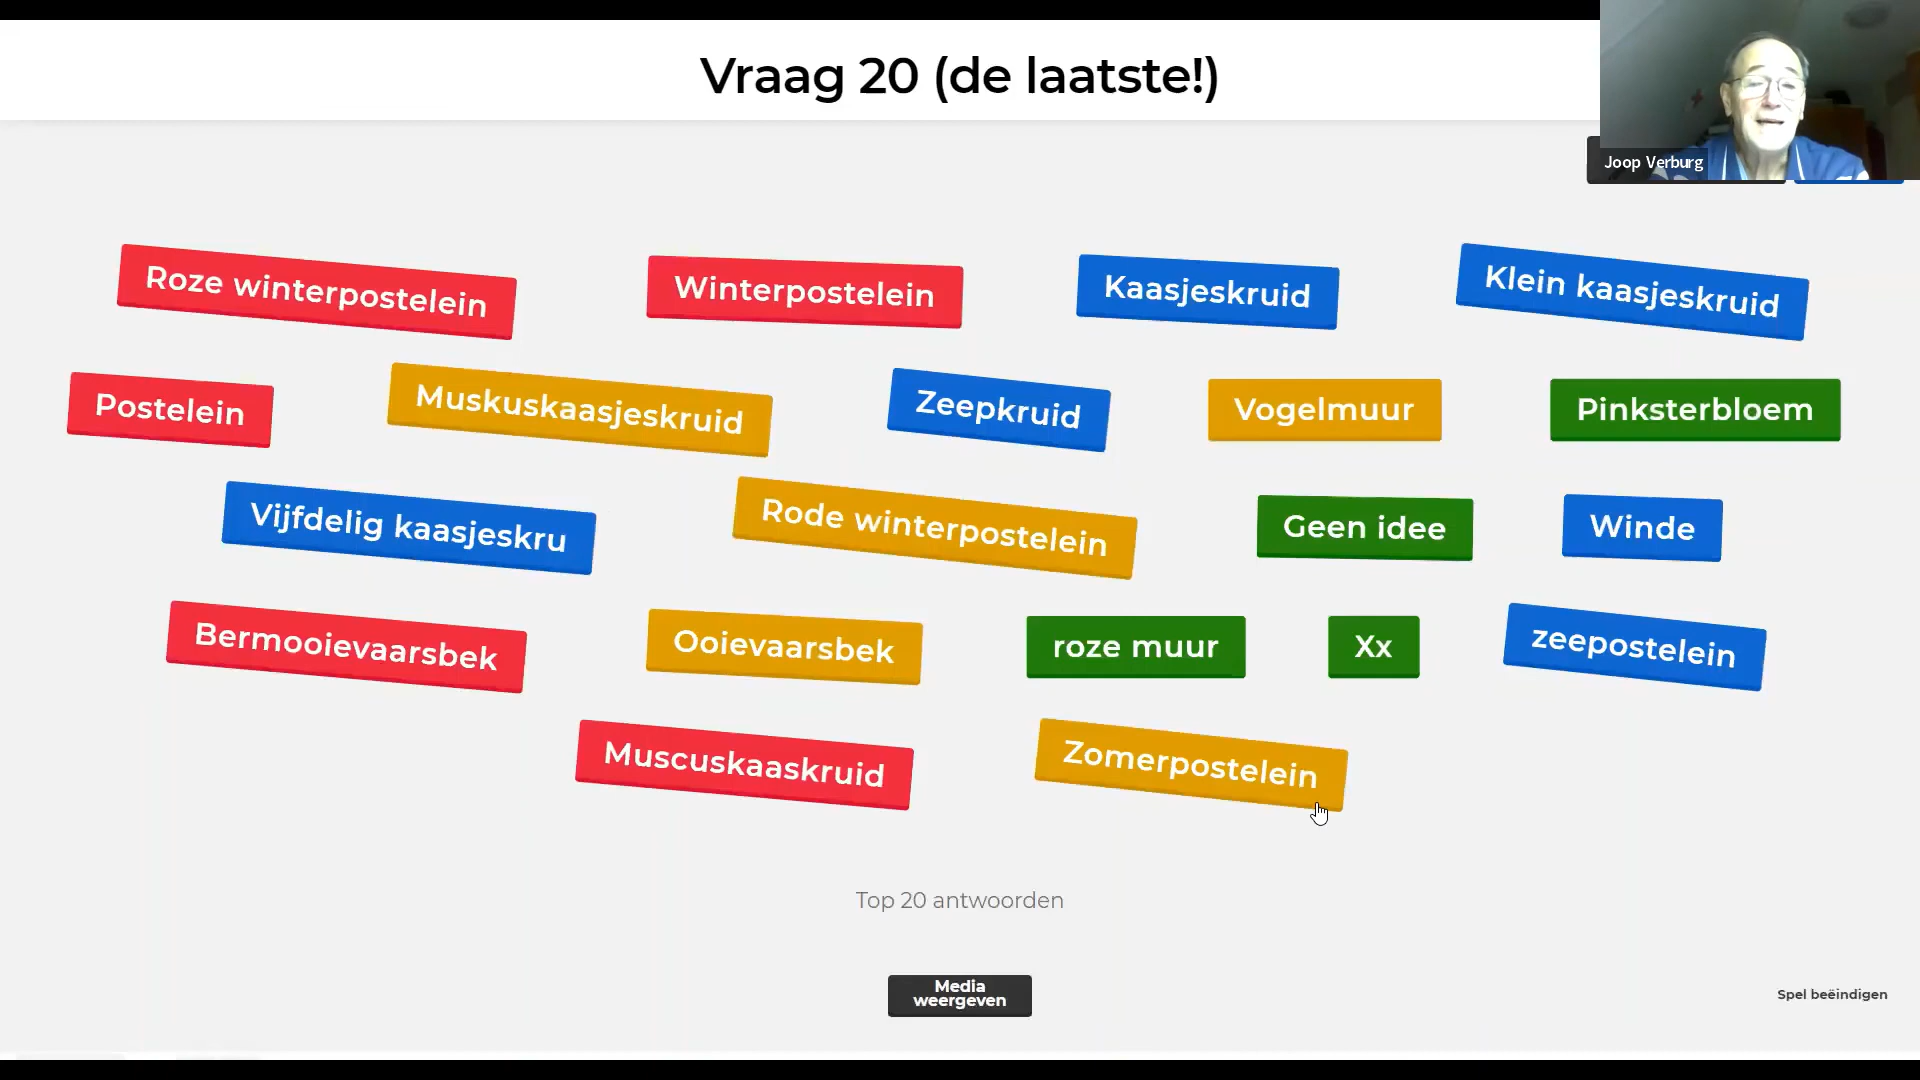 Vraag 20 (de laatste!)
Joop Verburg
Roze winterpostelein
Winterpostelein
Kaasjeskruid
Klein kaasjeskruid
Postelein
Muskuskaasjeskruid
Zeepkruid
Vogelmuur
Pinksterbloem
Vijfdelig kaasjeskru
Rode winterpostelein
Geen idee
Winde
Bermooievaarsbek
Ooievaarsbek
roze muur
Xx
zeepostelein
Muscuskaaskruid
Zomerpostelein
Top 20 antwoorden
Media
weergeven
Spel beëindigen